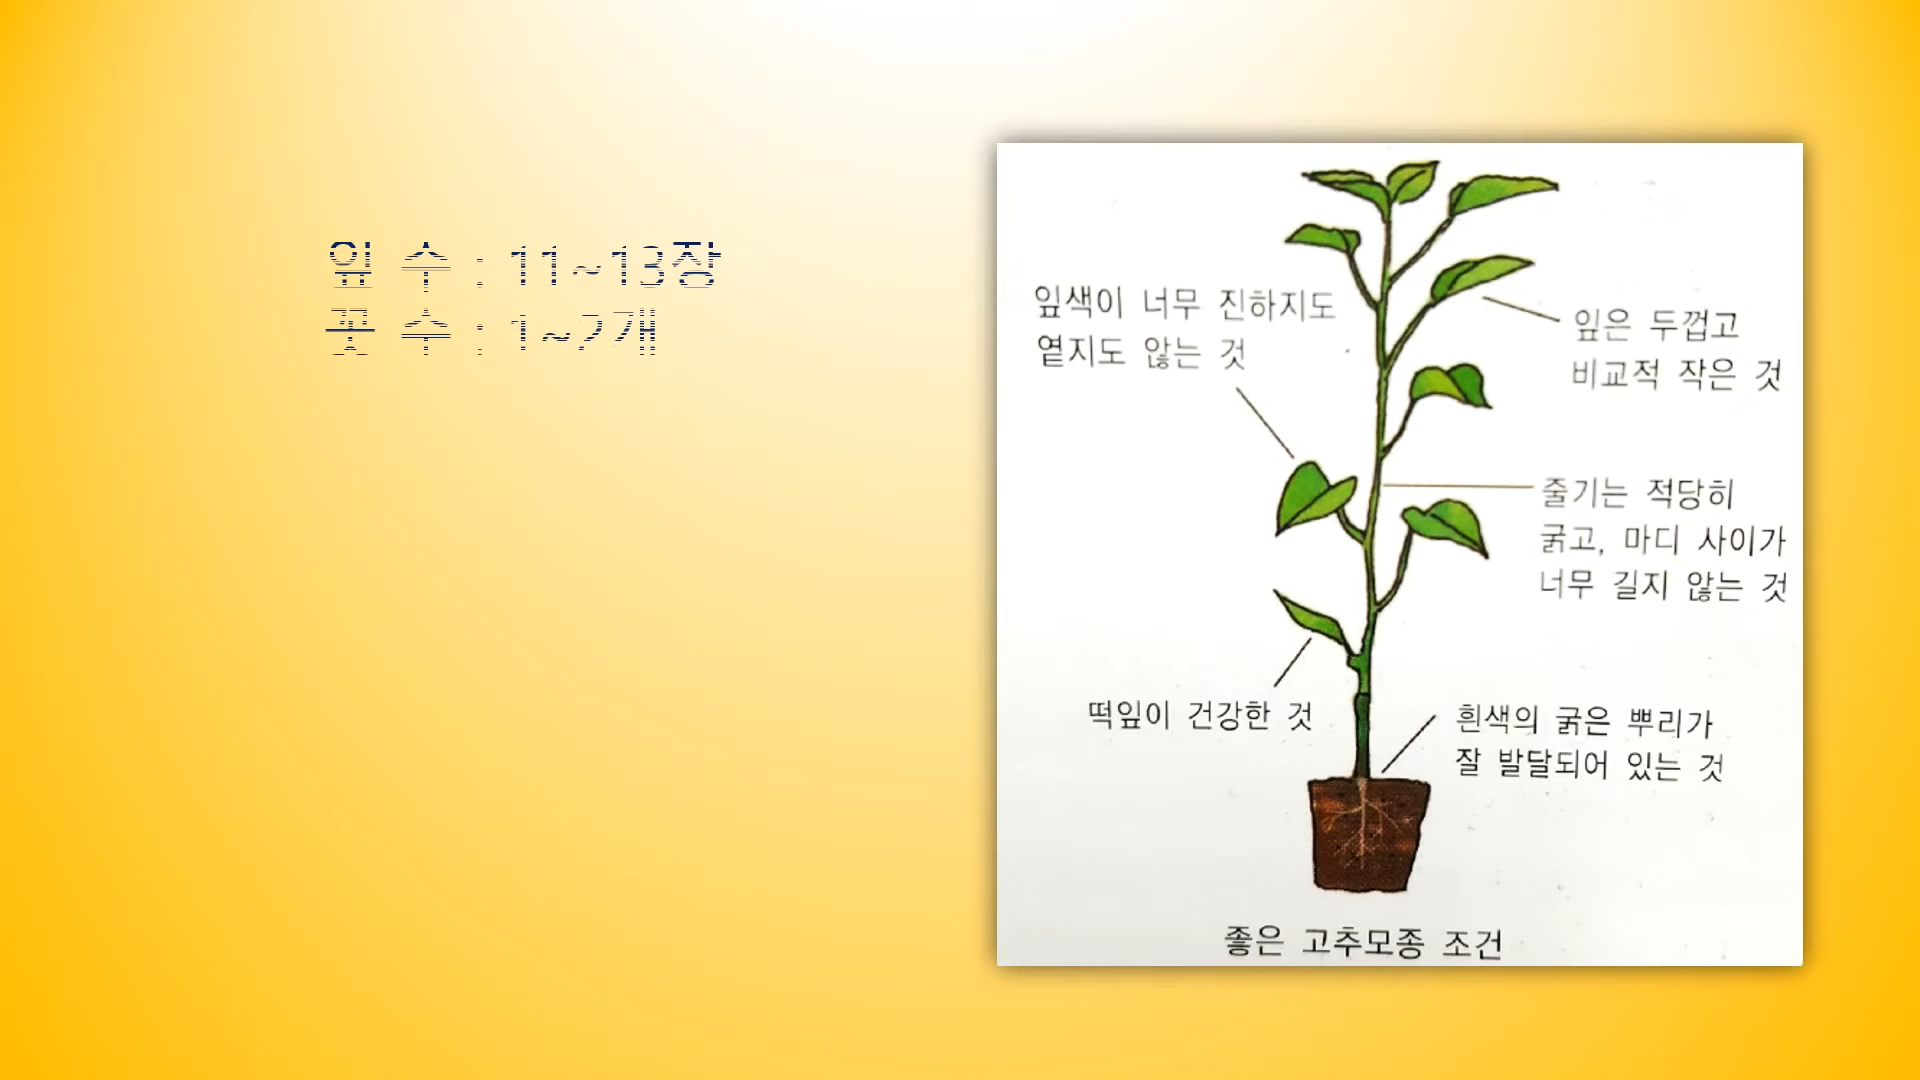 잎 수 : 11~13장
꽃 수 : 1~2개
잎색이 너무 진하지도
옅지도 않는 것
잎은 두껍고
비교적 작은 것
줄기는 적당히
굵고, 마디 사이가
너무 길지 않는 것
떡잎이 건강한 것
흰색의 굵은 뿌리가
잘 발달되어 있는 것
좋은 고추모종 조건